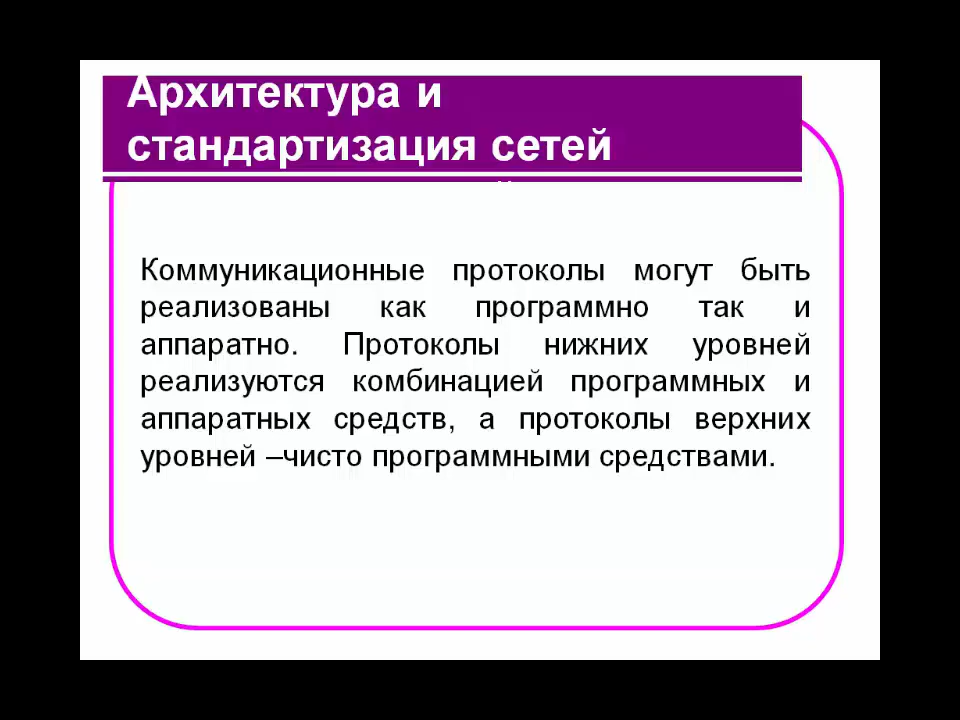 Архитектура и
стандартизация сетей
Коммуникационные протоколы могут быть
реализованы как программно так и
аппаратно. Протоколы нижних уровней
реализуются комбинацией программных и
аппаратных средств, а протоколы верхних
уровней –чисто программными средствами.